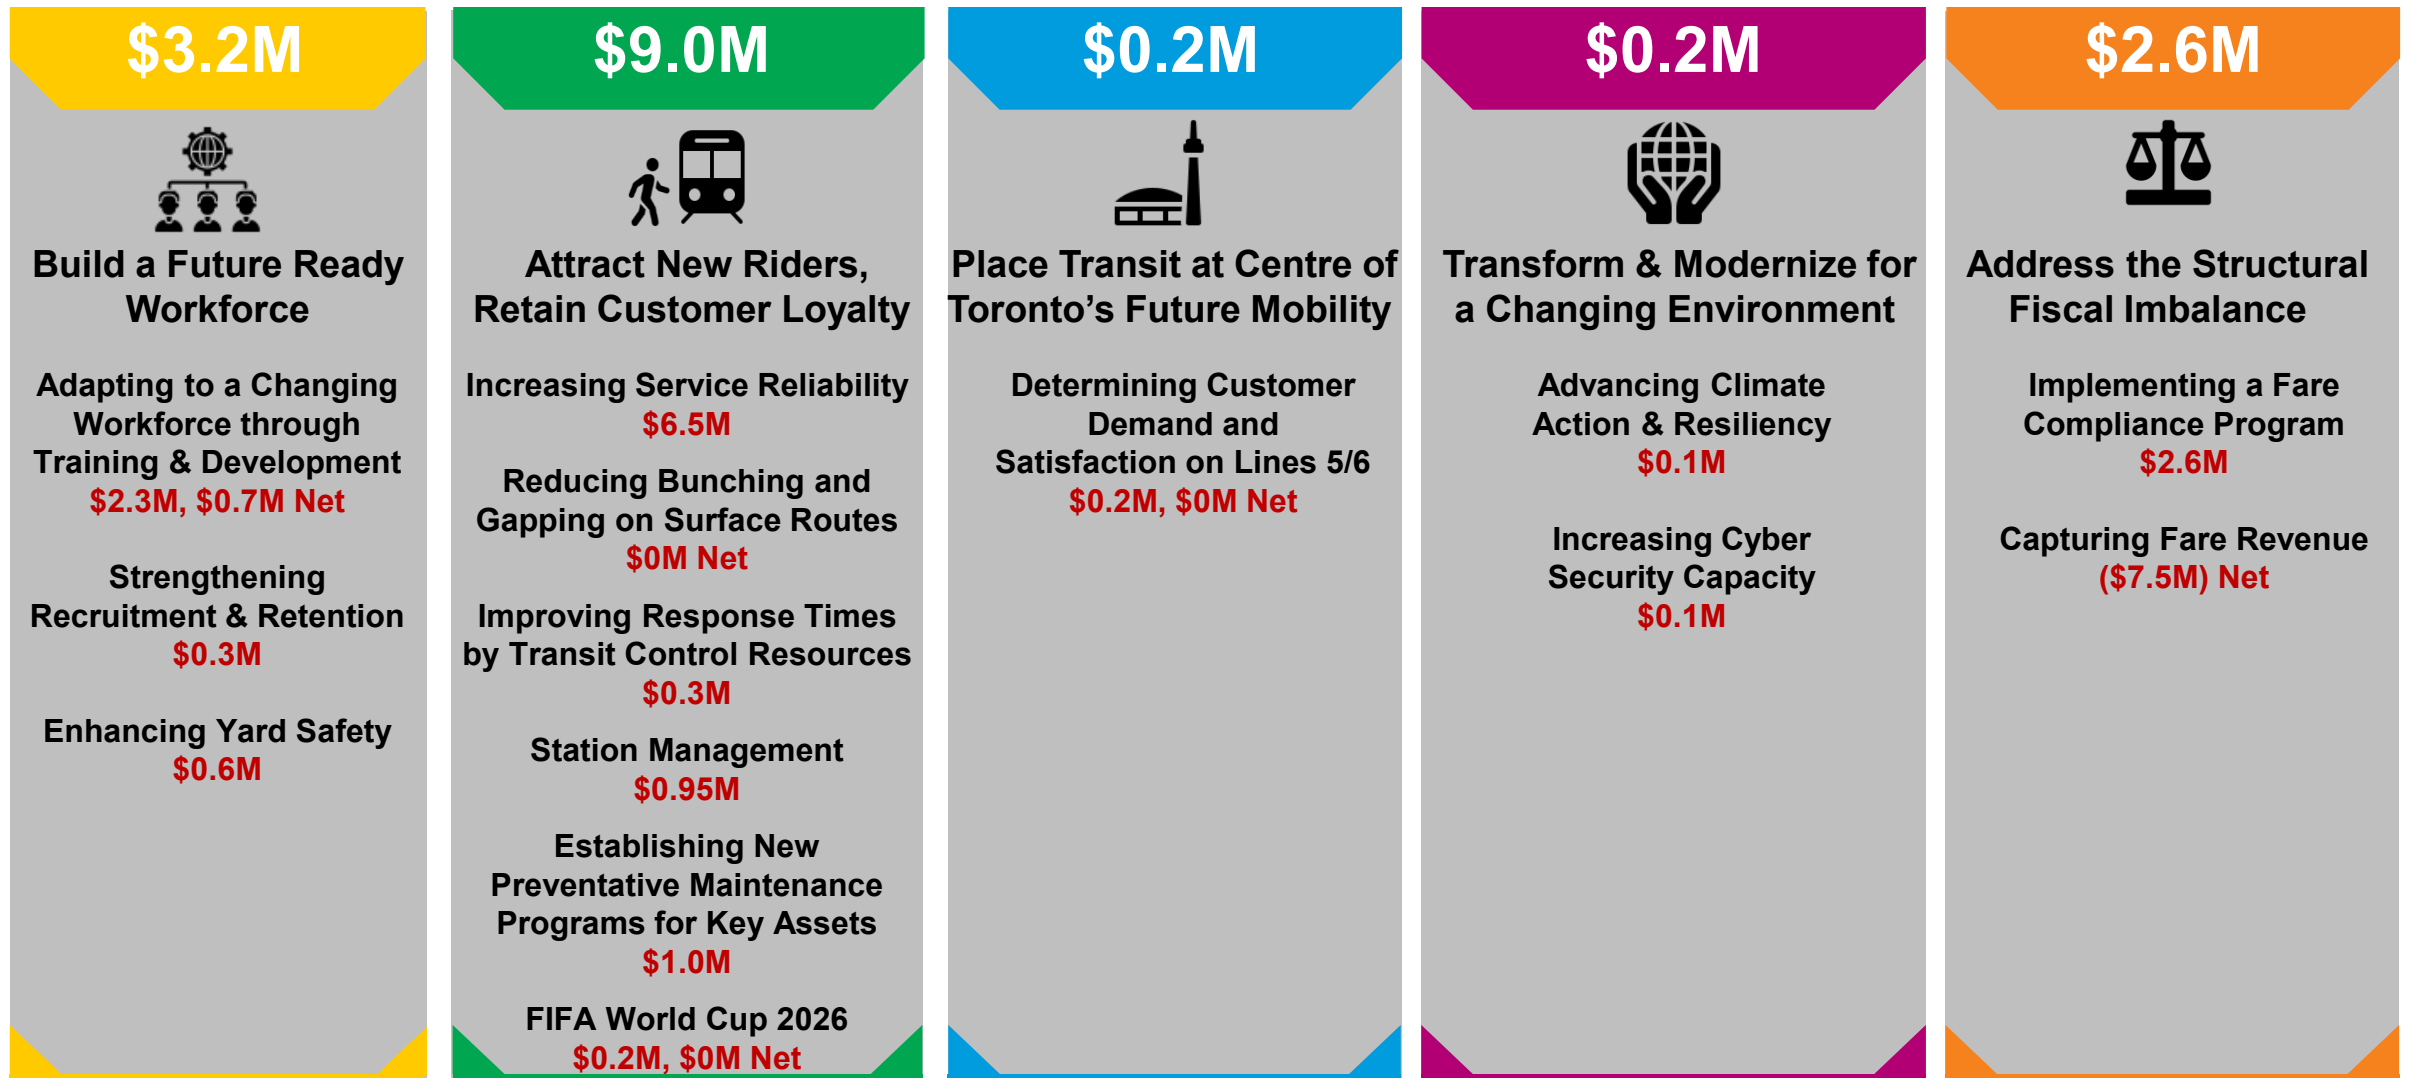 $3.2M
Build a Future Ready
Workforce
Adapting to a Changing
Workforce through
Training & Development
$2.3M, $0.7M Net
Strengthening
Recruitment & Retention
$0.3M
Enhancing Yard Safety
$0.6M
$9.0M
Attract New Riders,
Retain Customer Loyalty
Increasing Service Reliability
$6.5M
Reducing Bunching and
Gapping on Surface Routes
$0M Net
Improving Response Times
by Transit Control Resources
$0.3M
Station Management
$0.95M
Establishing New
Preventative Maintenance
Programs for Key Assets
$1.0M
FIFA World Cup 2026
$0.2M, $0M Net
$0.2M
Place Transit at Centre of
Toronto’s Future Mobility
Determining Customer
Demand and
Satisfaction on Lines 5/6
$0.2M, $0M Net
$0.2M
Transform & Modernize for
a Changing Environment
Advancing Climate
Action & Resiliency
$0.1M
Increasing Cyber
Security Capacity
$0.1M
$2.6M
Address the Structural
Fiscal Imbalance
Implementing a Fare
Compliance Program
$2.6M
Capturing Fare Revenue
($7.5M) Net